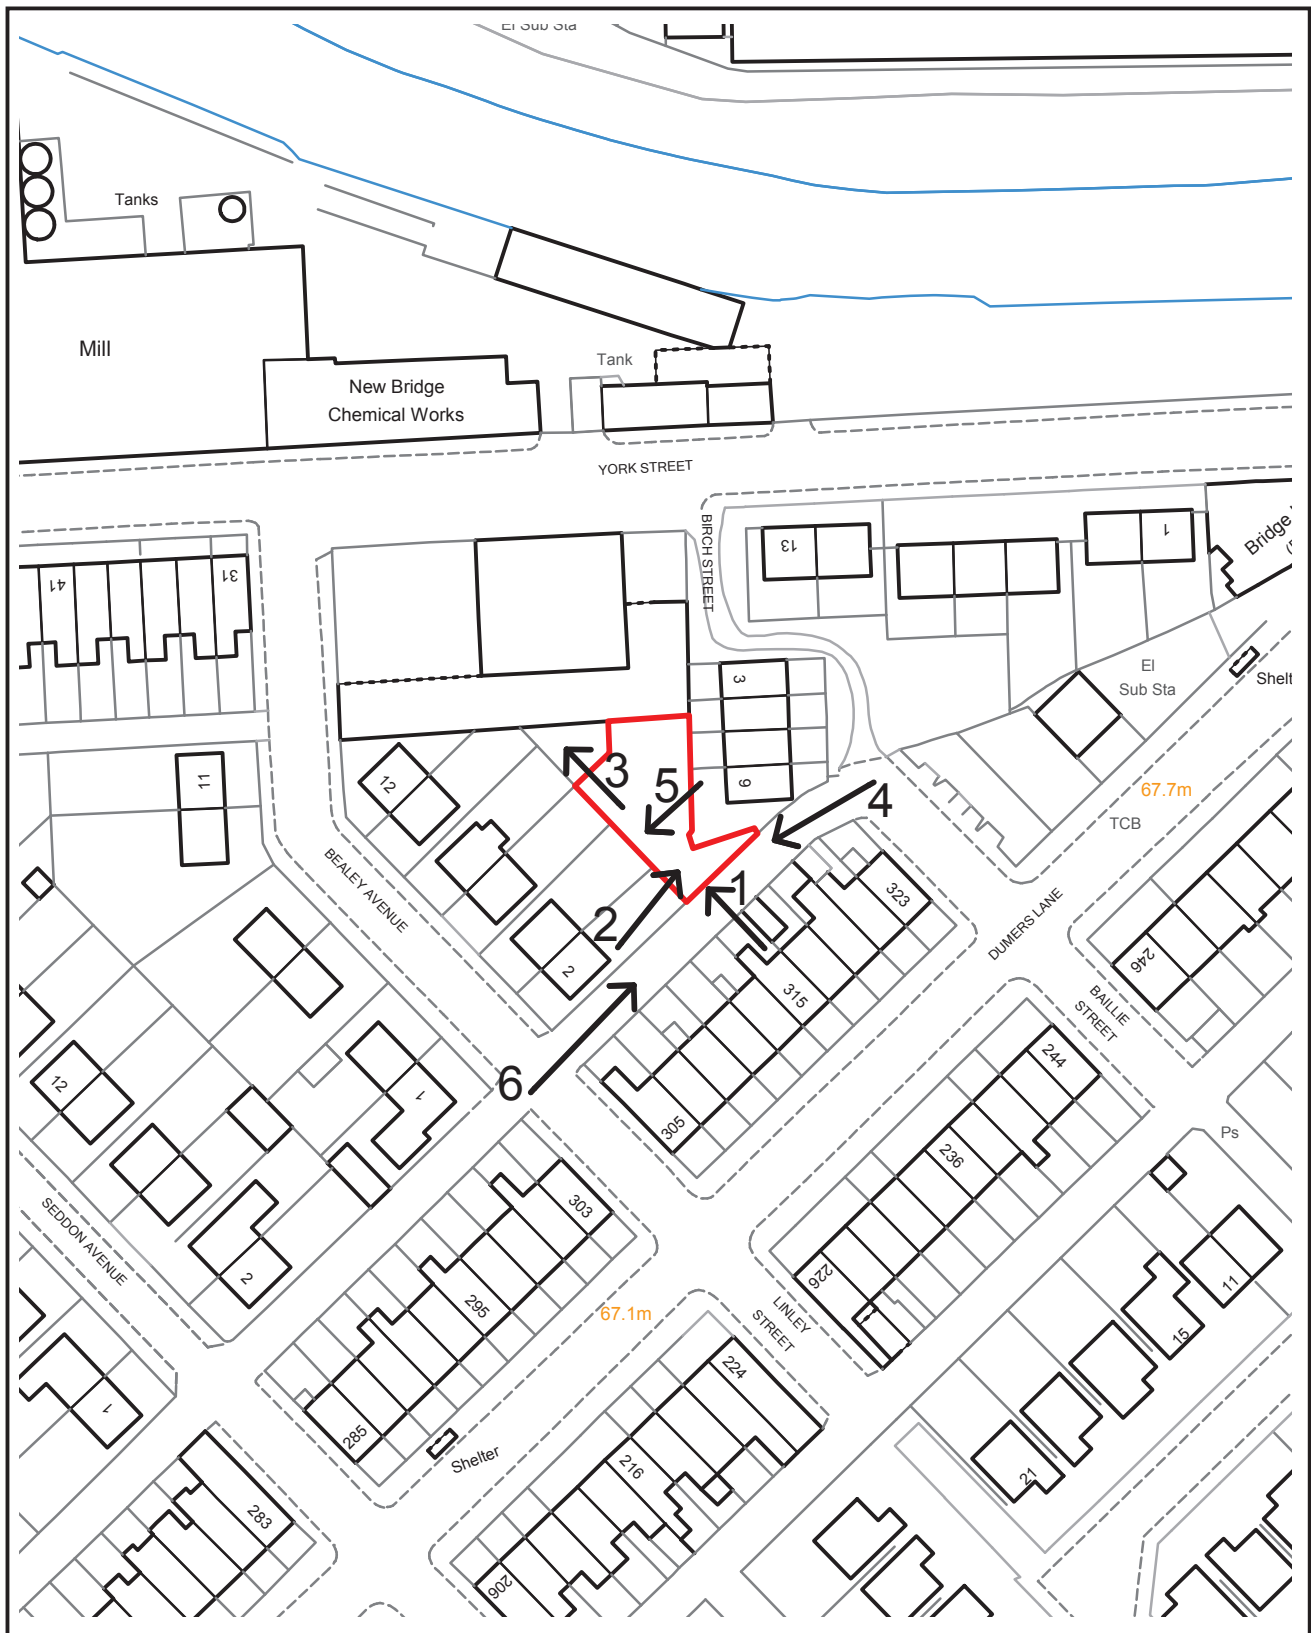 El Sub Sta
Tanks
Mill
New Bridge
Chemical Works
Tank
YORK STREET
BIRCH STREET
13
1
Bridge
41
31
3
El
Sub Sta
Shelt
11
12
3
5
9
4
67.7m
TCB
BEALEY AVENUE
2
1
323
DUMERS LANE
246
2
315
BAILLIE
STREET
6
244
12
1
305
236
Ps
SEDDON AVENUE
303
2
226
11
295
67.1m
LINLEY
STREET
15
224
1
285
Shelter
216
21
283
206